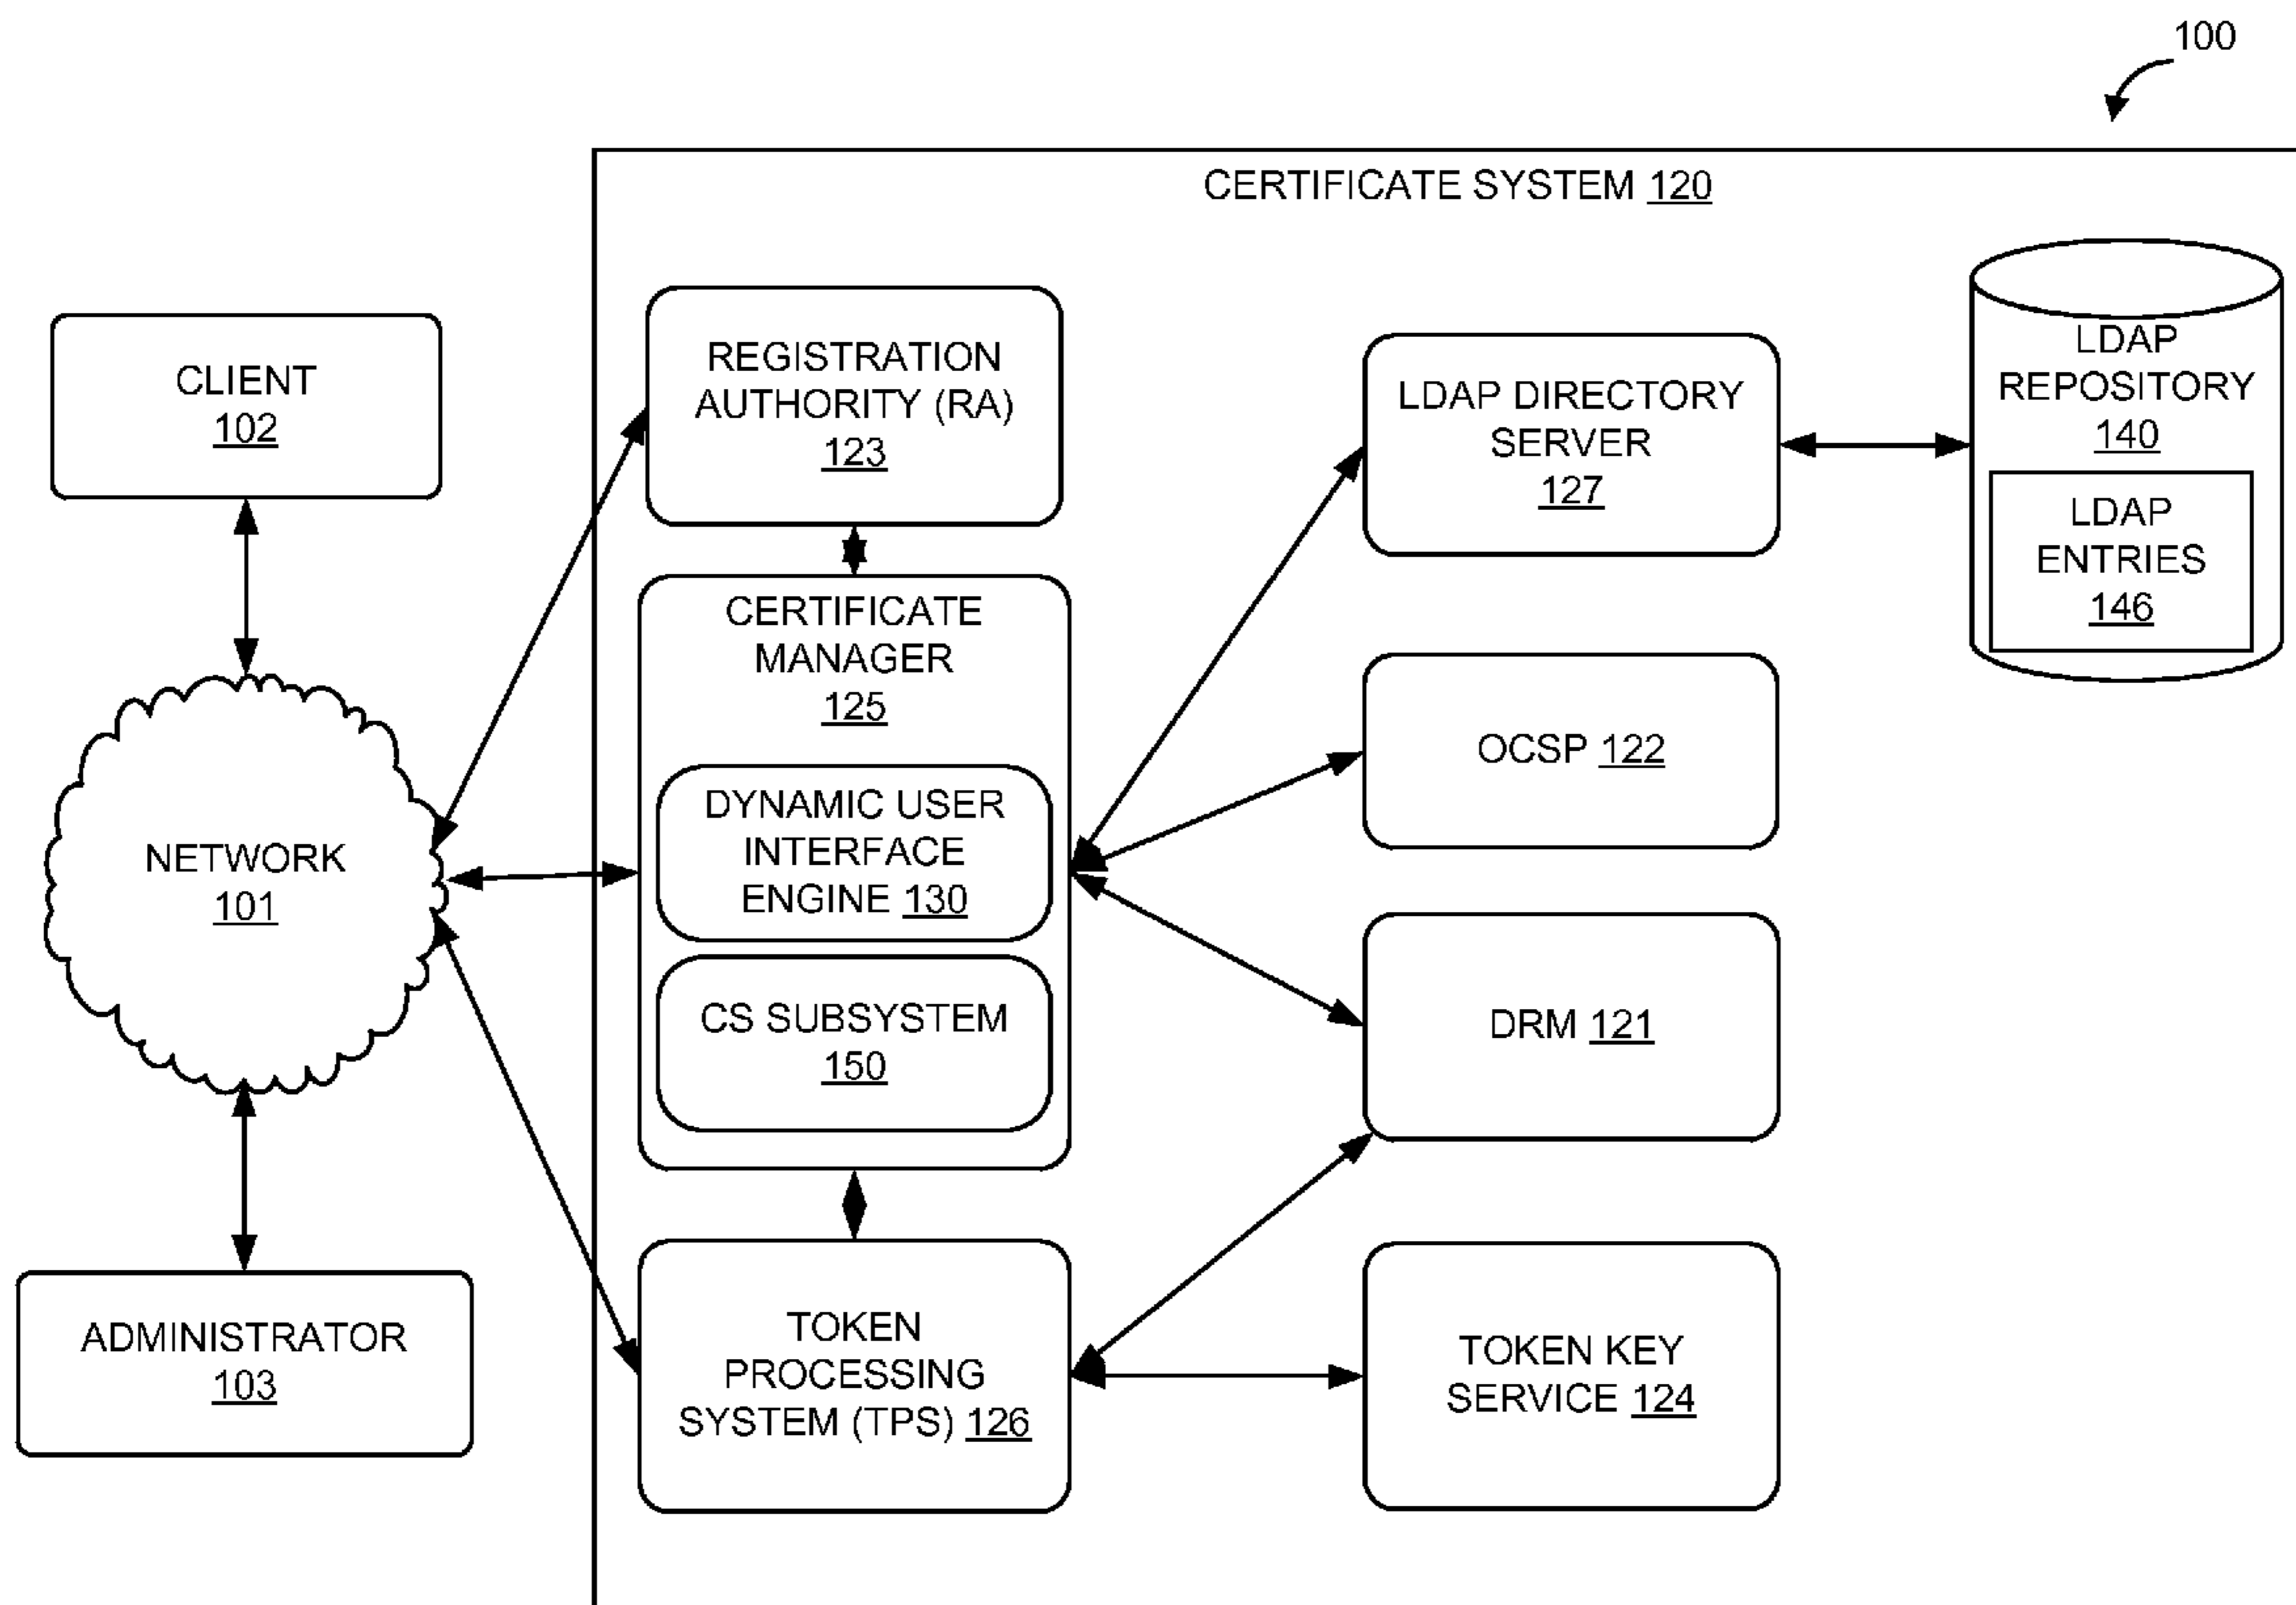 100
CERTIFICATE SYSTEM 120
CLIENT
102
NETWORK
101
ADMINISTRATOR
103
REGISTRATION
AUTHORITY (RA)
123
CERTIFICATE
MANAGER
125
DYNAMIC USER
INTERFACE
ENGINE 130
CS SUBSYSTEM
150
TOKEN
PROCESSING
SYSTEM (TPS) 126
LDAP DIRECTORY
SERVER
127
OCSP 122
DRM 121
TOKEN KEY
SERVICE 124
LDAP
REPOSITORY
140
LDAP
ENTRIES
146